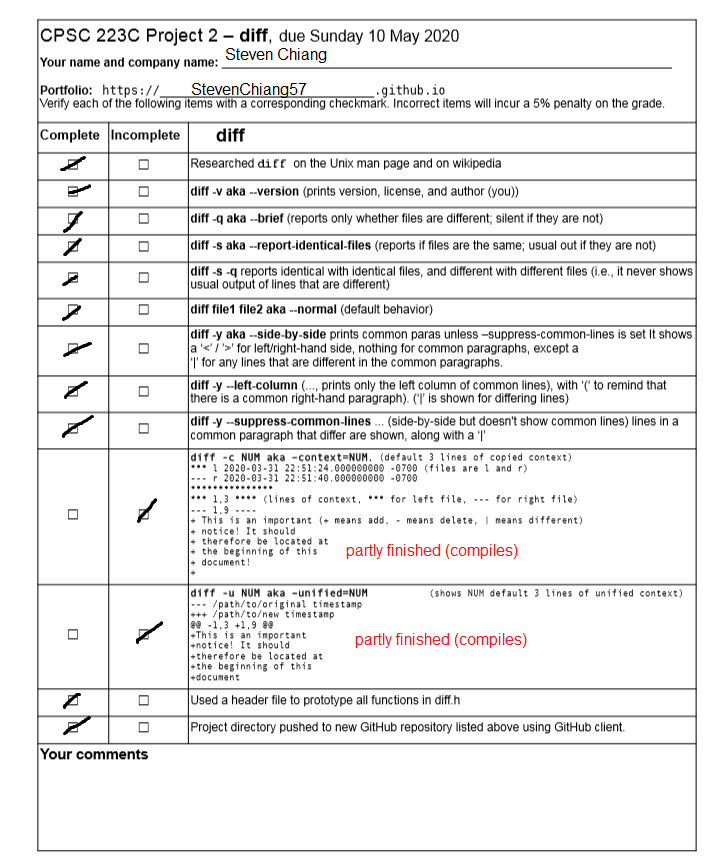 CPSC 223C Project 2 – diff, due Sunday 10 May 2020
Your name and company name: Steven Chiang
Portfolio: https://StevenChiang57.github.io
Verify each of the following items with a corresponding checkmark. Incorrect items will incur a 5% penalty on the grade.
Complete Incomplete diff
Researched diff on the Unix man page and on wikipedia
diff -v aka --version (prints version, license, and author (you))
diff -q aka --brief (reports only whether files are different; silent if they are not)
diff -s aka --report-identical-files (reports if files are the same; usual out if they are not)
diff -s -q reports identical with identical files, and different with different files (i.e., it never shows
usual output of lines that are different)
diff file1 file2 aka --normal (default behavior)
diff -y aka --side-by-side prints common paras unless –suppress-common-lines is set It shows
a '<' / '>' for left/right-hand side, nothing for common paragraphs, except a
'|' for any lines that are different in the common paragraphs.
diff -y --left-column (..., prints only the left column of common lines), with '(' to remind that
there is a common right-hand paragraph). ('|' is shown for differing lines)
diff -y --suppress-common-lines ... (side-by-side but doesn't show common lines) lines in a
common paragraph that differ are shown, along with a '|'
diff -c NUM aka –context=NUM, (default 3 lines of copied context)
*** l 2020-03-31 22:51:24.000000000 -0700 (files are l and r)
--- r 2020-03-31 22:51:40.000000000 -0700
***************
*** 1,3 **** (lines of context, *** for left file, --- for right file)
--- 1,9 ----
+ This is an important (+ means add, - means delete, | means different)
+ notice! It should
+ therefore be located at
+ the beginning of this
+ document!
+
partly finished (compiles)
diff -u NUM aka –unified=NUM (shows NUM default 3 lines of unified context)
--- /path/to/original timestamp
+++ /path/to/new timestamp
@@ -1,3 +1,9 @@
+This is an important
+notice! It should
+therefore be located at
+the beginning of this
+document
partly finished (compiles)
Used a header file to prototype all functions in diff.h
Project directory pushed to new GitHub repository listed above using GitHub client.
Your comments